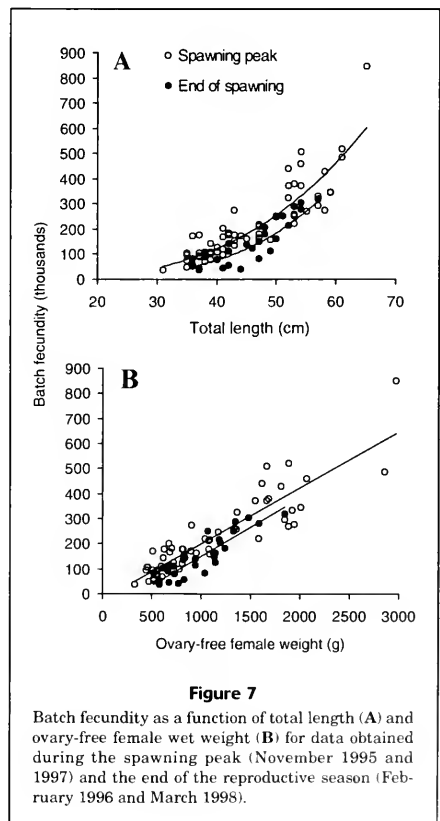 A
○ Spawning peak
● End of spawning
900
800
700
600
500
400
300
200
100
0
20 30 40 50 60 70
Total length (cm)
Batch fecundity (thousands)
B
900
800
700
600
500
400
300
200
100
0
0 500 1000 1500 2000 2500 3000
Ovary-free female weight (g)
Figure 7
Batch fecundity as a function of total length (A) and
ovary-free female wet weight (B) for data obtained
during the spawning peak (November 1995 and
1997) and the end of the reproductive season (Feb-
ruary 1996 and March 1998).